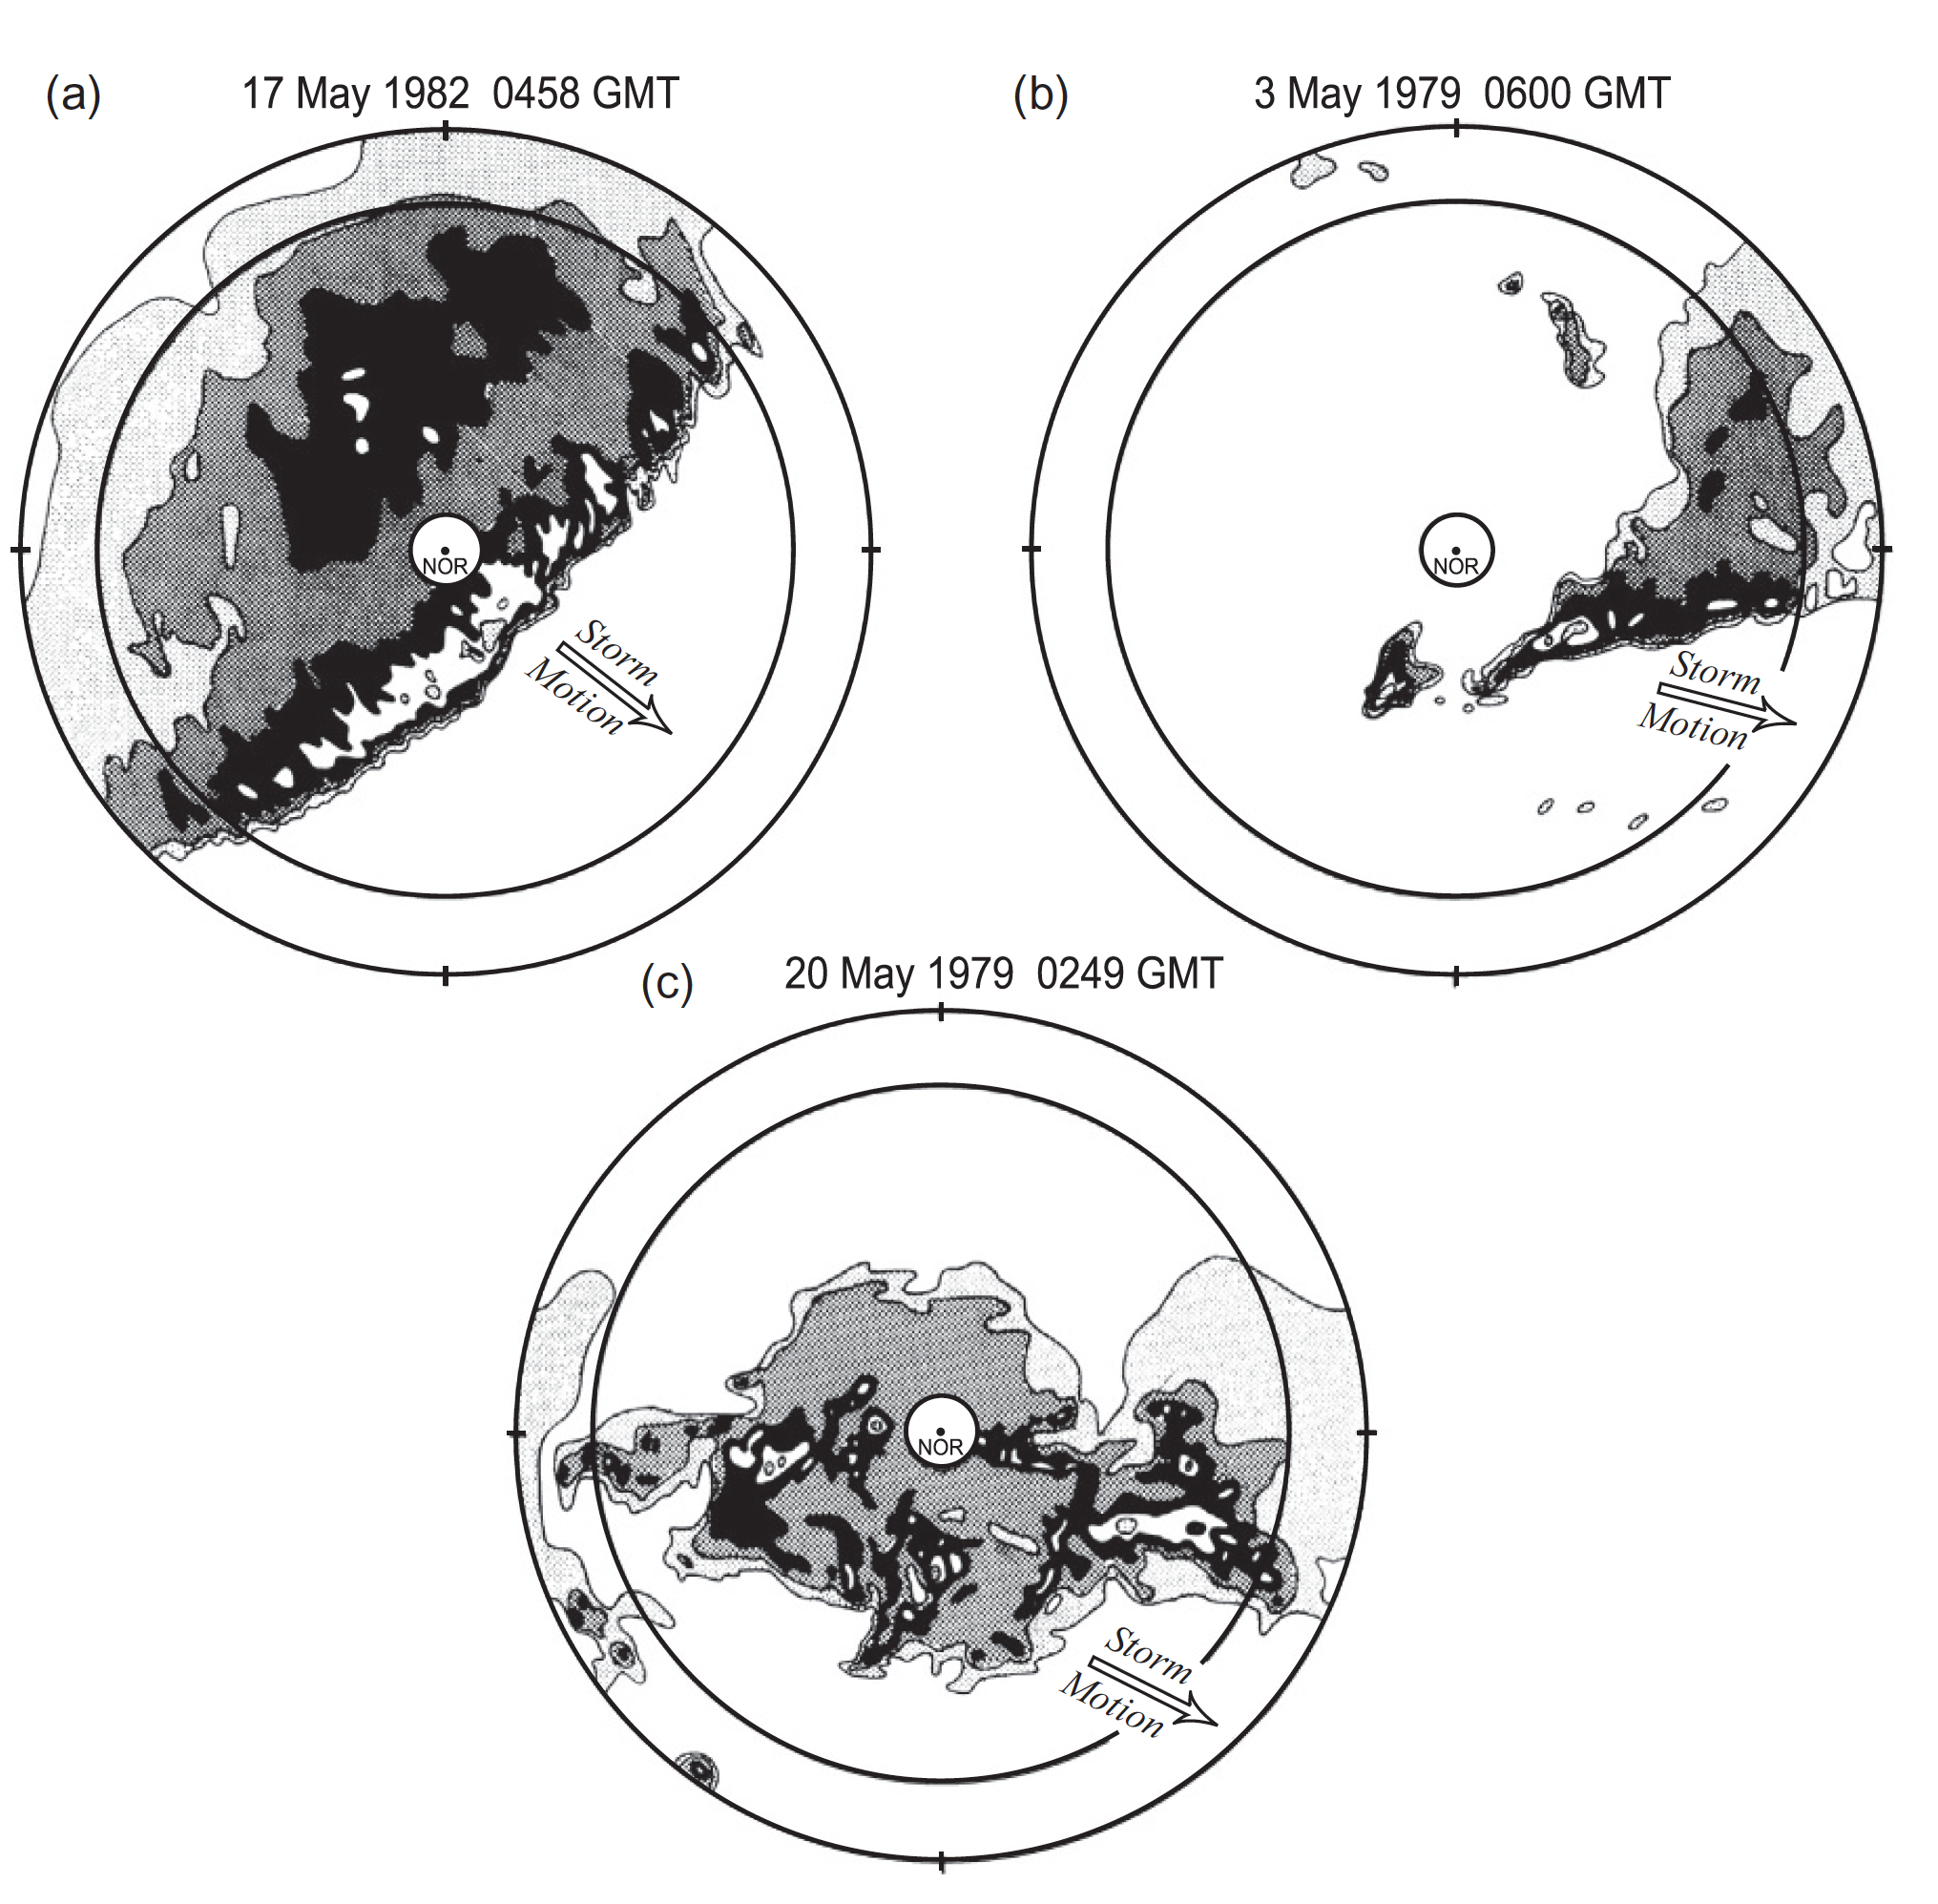 (a) 17 May 1982 0458 GMT
NOR
Storm
Motion
(b) 3 May 1979 0600 GMT
NOR
Storm
Motion
(c) 20 May 1979 0249 GMT
NOR
Storm
Motion